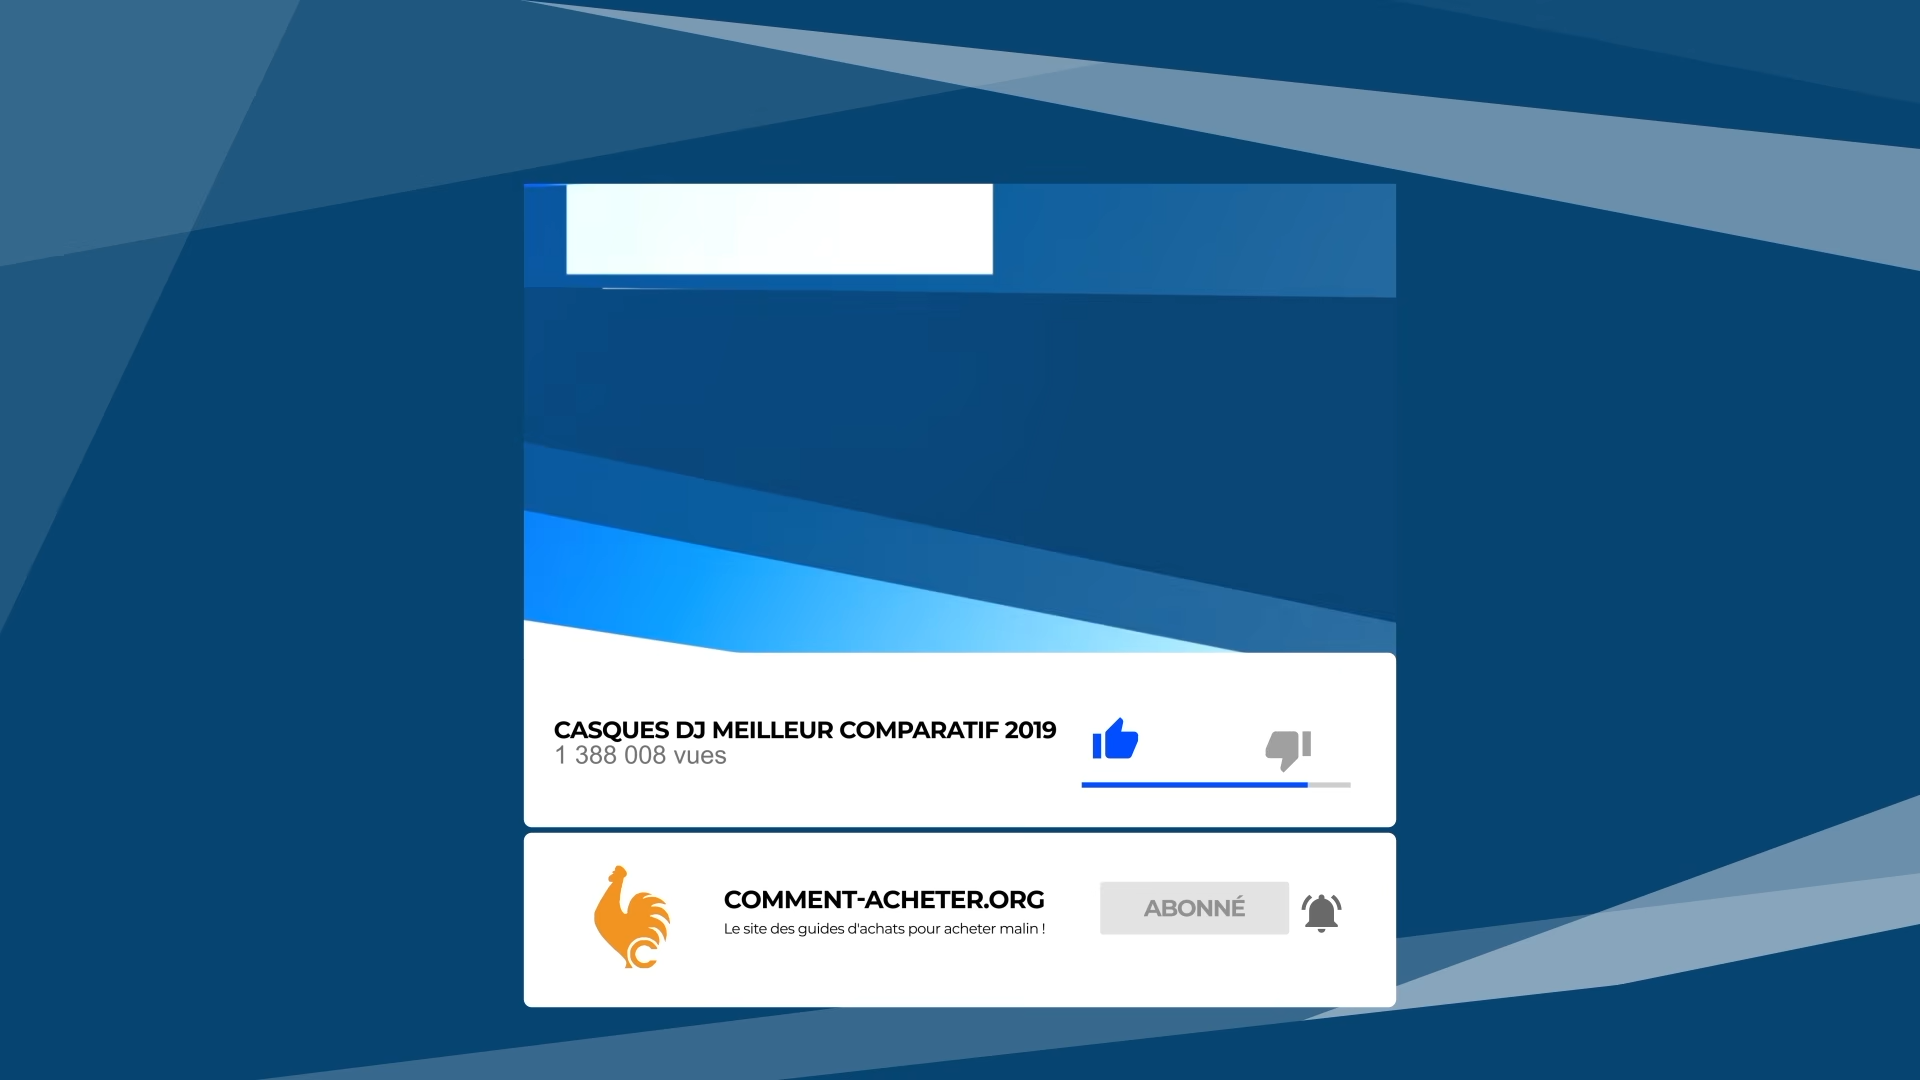 CASQUES DJ MEILLEUR COMPARATIF 2019
1 388 008 vues
COMMENT-ACHETER.ORG
Le site des guides d'achats pour acheter malin !
ABONNÉ